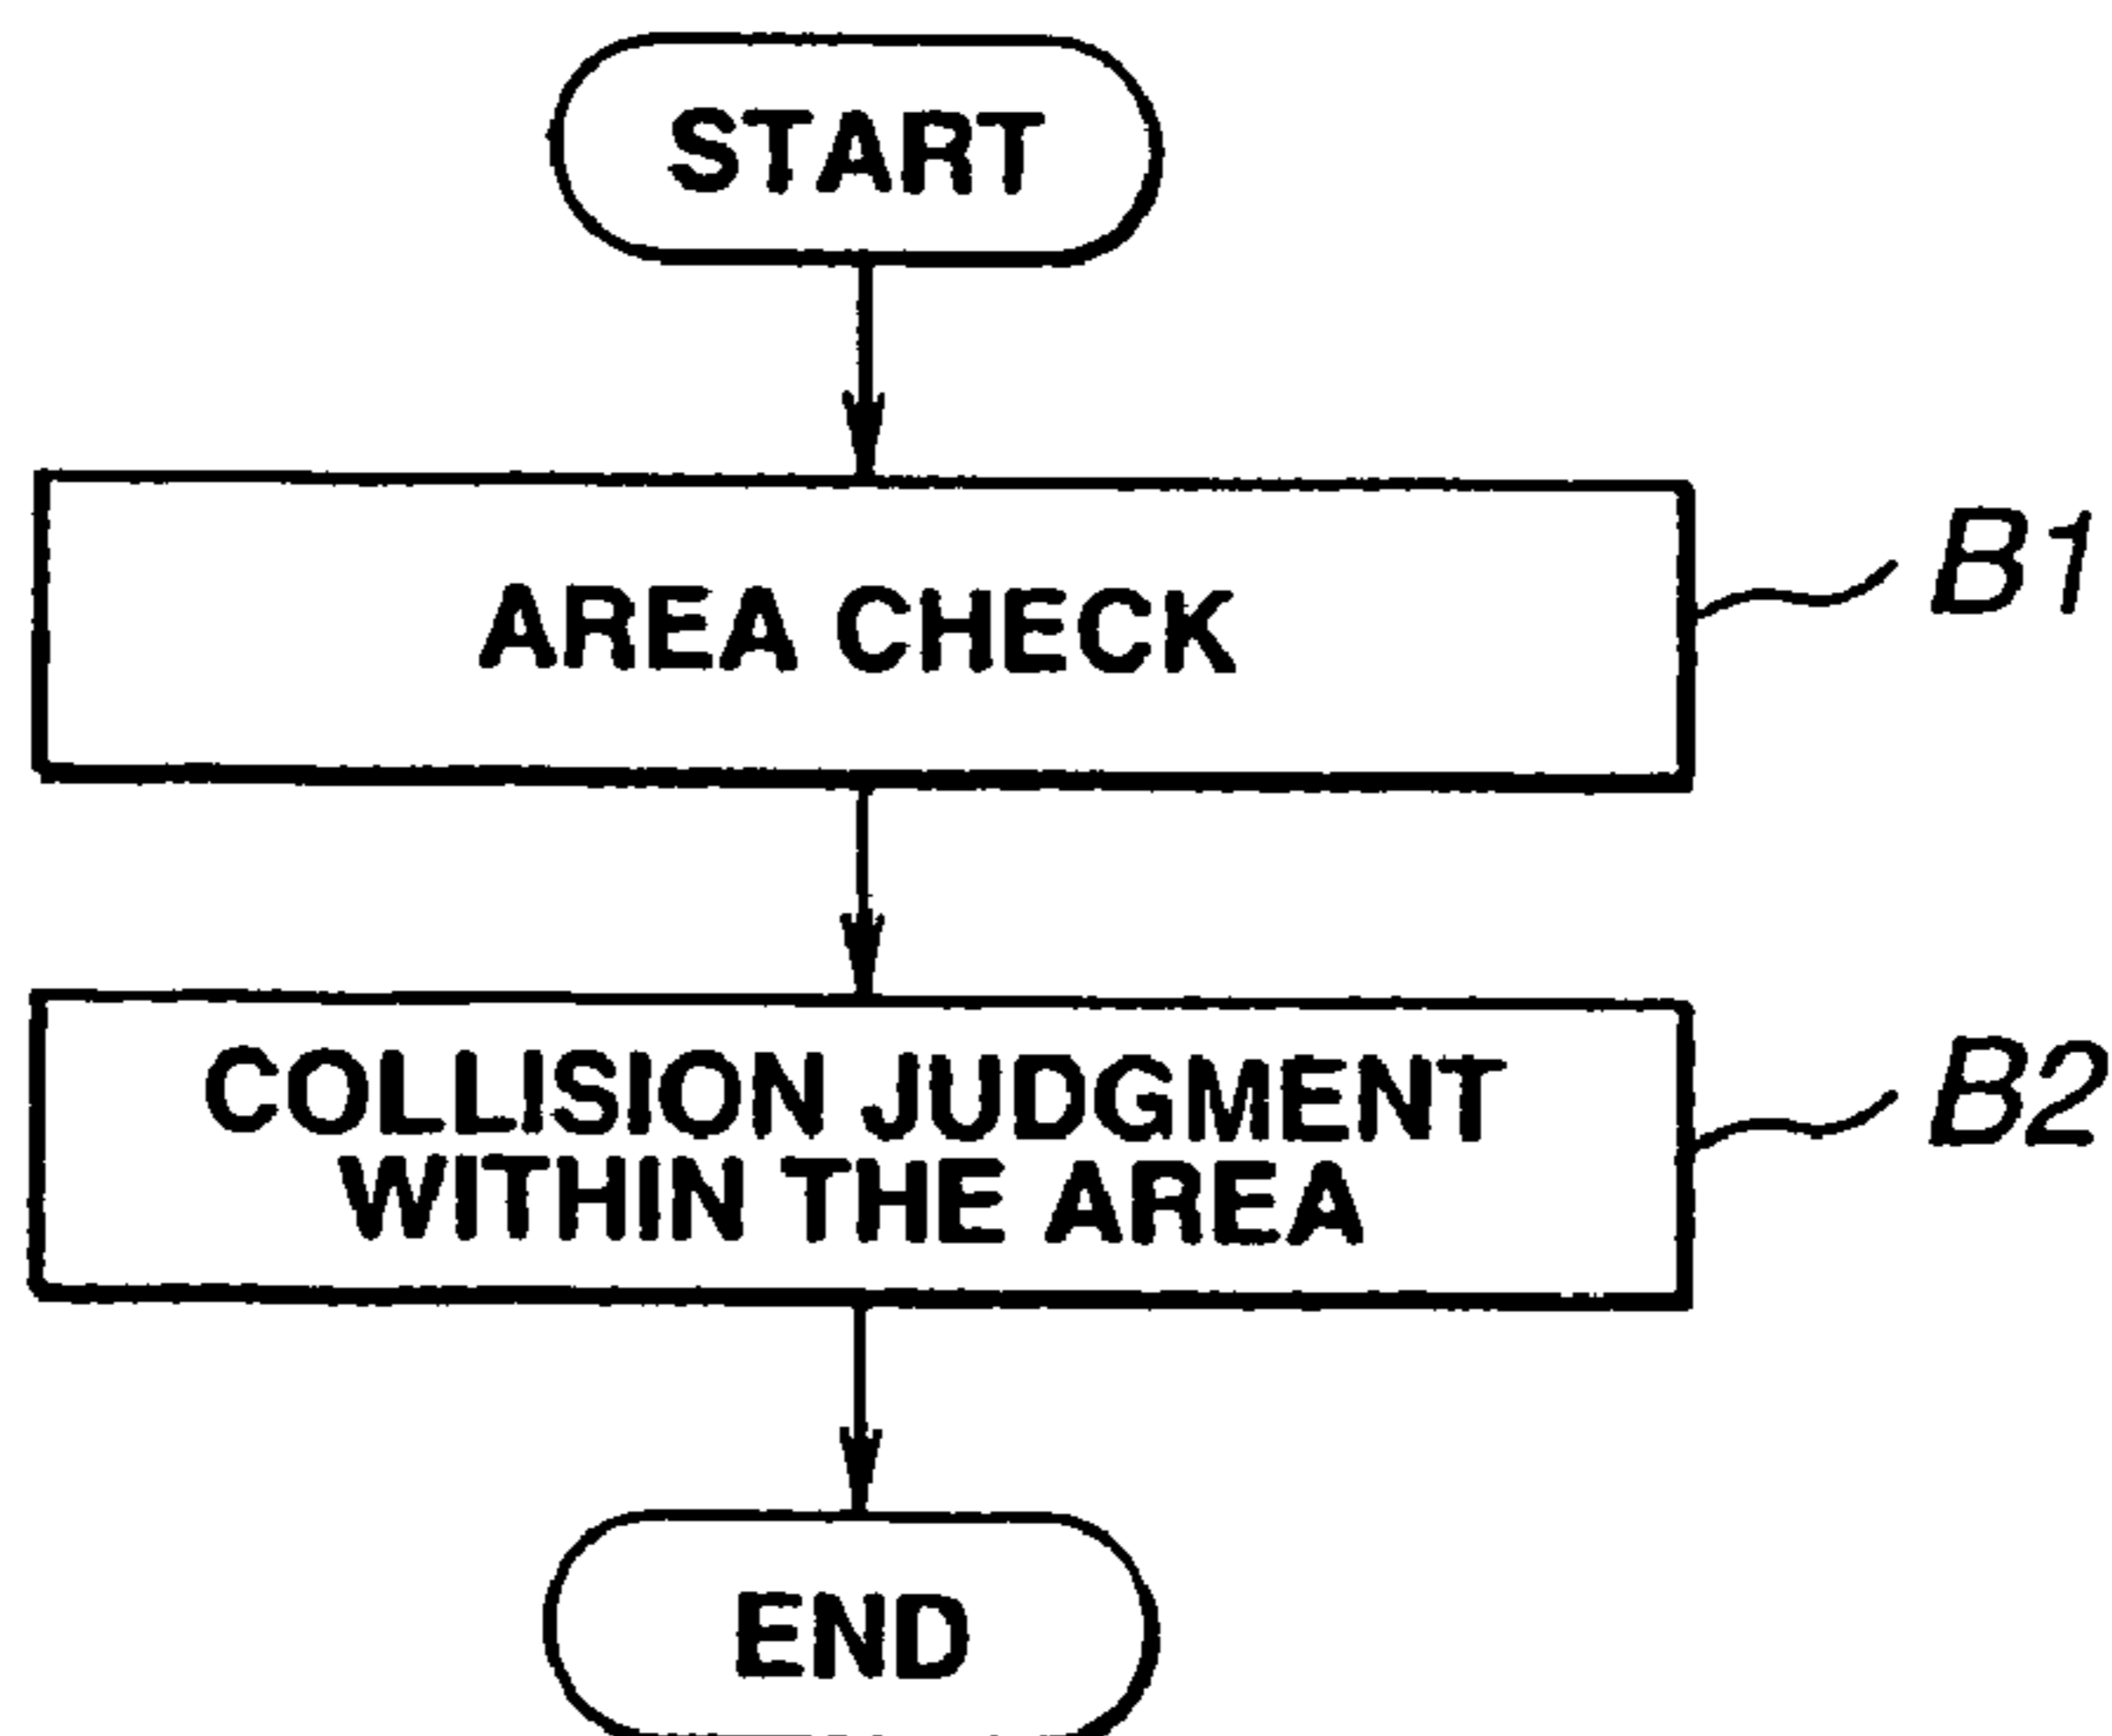 START
AREA CHECK
B1
COLLISION JUDGMENT
WITHIN THE AREA
B2
END